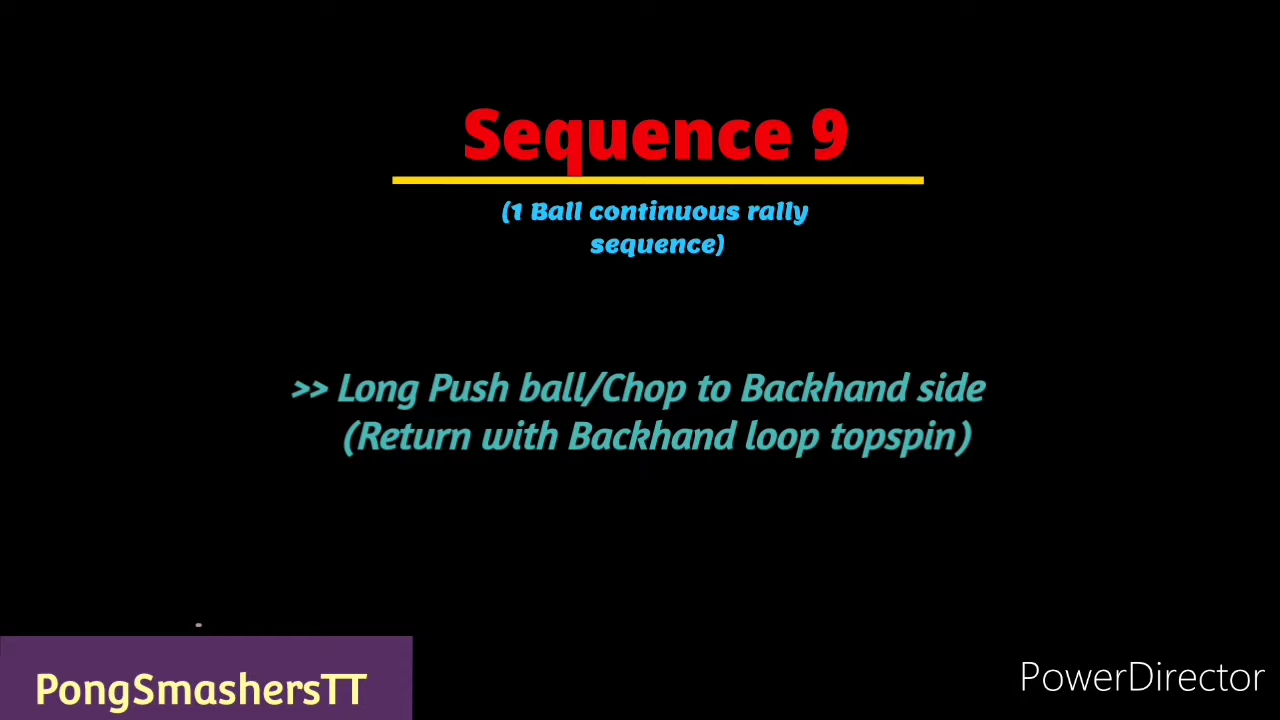 Sequence 9
(1 Ball continuous rally
sequence)
>> Long Push ball/Chop to Backhand side
(Return with Backhand loop topspin)
PongSmashersTT
PowerDirector